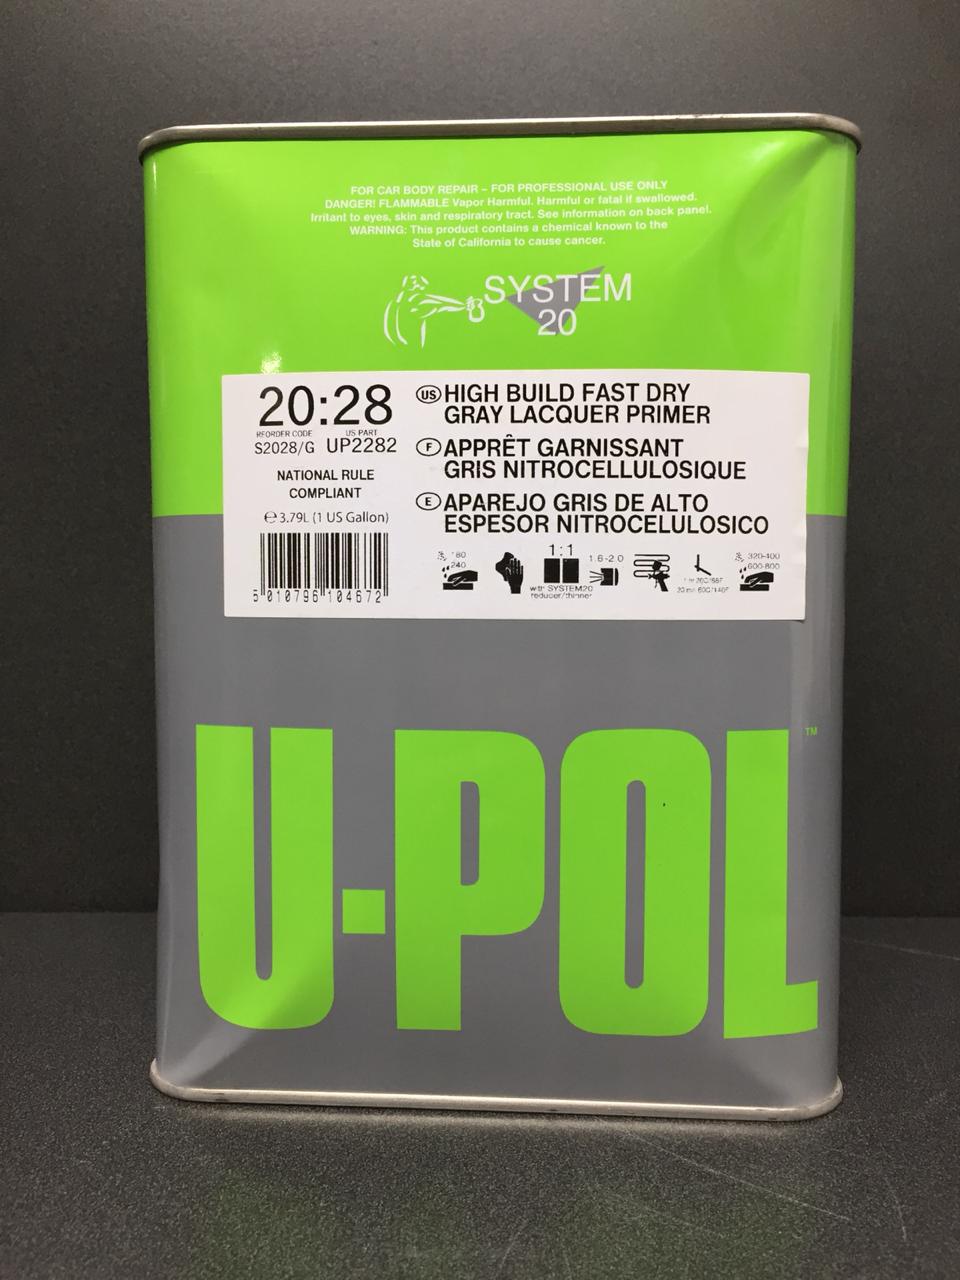 FOR CAR BODY REPAIR – FOR PROFESSIONAL USE ONLY
DANGER! FLAMMABLE Vapor Harmful. Harmful or fatal if swallowed.
Irritant to eyes, skin and respiratory tract. See information on back panel.
WARNING: This product contains a chemical known to the
State of California to cause cancer.
SYSTEM
20
20:28
REORDER CODE US PART
S2028/G UP2282
NATIONAL RULE
COMPLIANT
℮ 3.79L (1 US Gallon)
5 010796 104672
US HIGH BUILD FAST DRY
GRAY LACQUER PRIMER
F APPRÊT GARNISSANT
GRIS NITROCELLULOSIQUE
E APAREJO GRIS DE ALTO
ESPESOR NITROCELULOSICO
180
240
1:1
with SYSTEM20
reducer/thinner
1.6-2.0
320-400
600-800
U-POL™